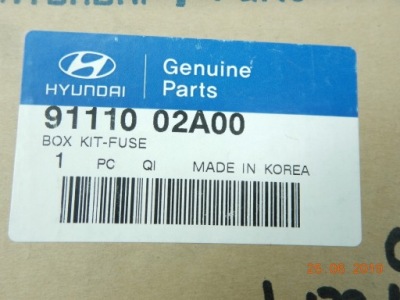 HYUNDAI
Genuine
Parts
91110 02A00
BOX KIT-FUSE
1 PC QI MADE IN KOREA